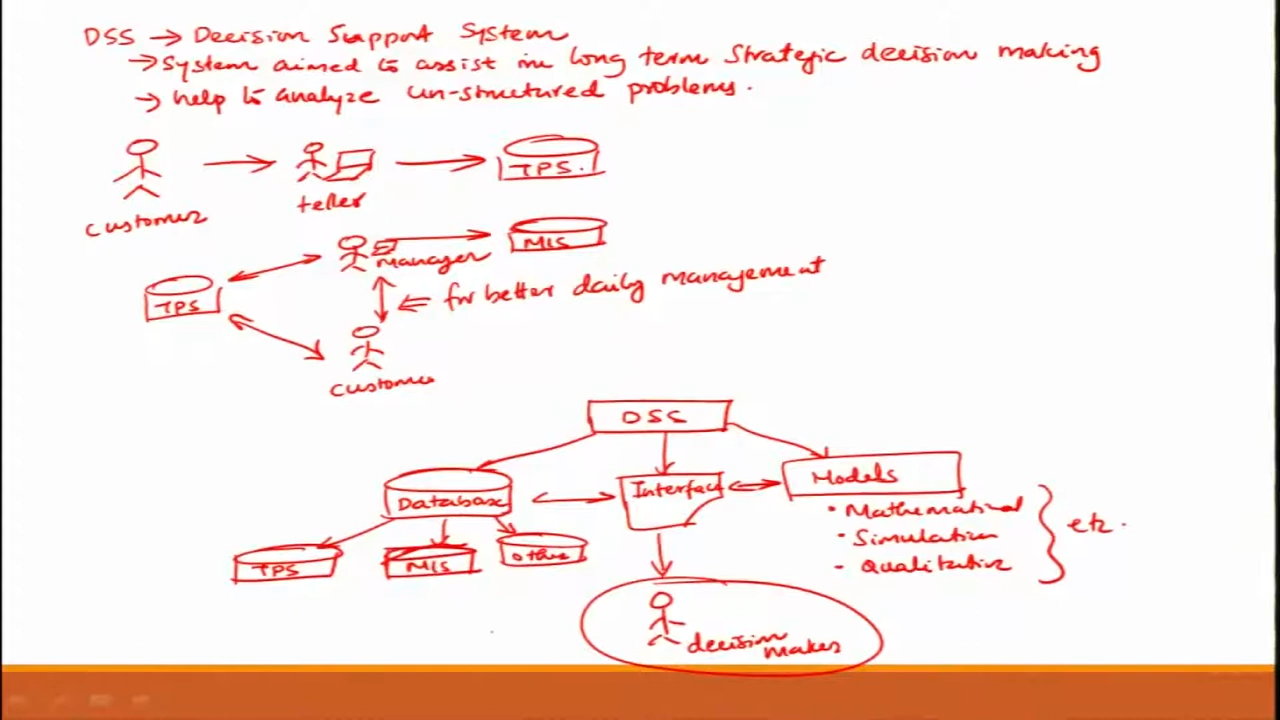 DSS → Decision Support System
→ System aimed to assist in long term Strategic decision making
→ help to analyze un-structured problems.
customer
teller
TPS.
TPS
manager
MIS
⇐ for better daily management
customer
DSS
Database
Interface
Models
• Mathematical
• Simulation
- Qualitative
etc.
TPS
MIS
others
decision
maker